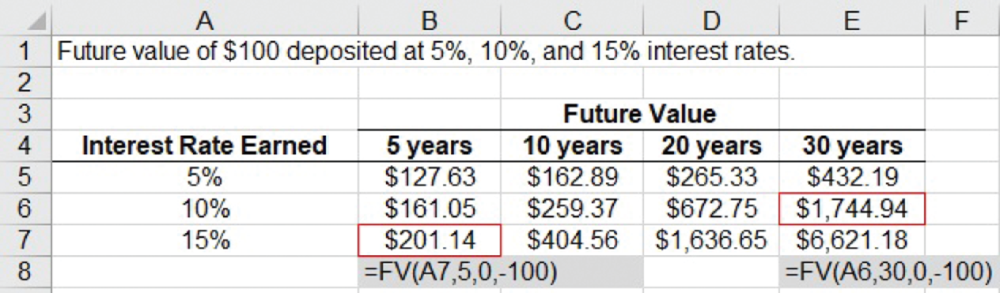 A B C D E F
1 Future value of $100 deposited at 5%, 10%, and 15% interest rates.
2
3 Future Value
4 Interest Rate Earned 5 years 10 years 20 years 30 years
5 5% $127.63 $162.89 $265.33 $432.19
6 10% $161.05 $259.37 $672.75 $1,744.94
7 15% $201.14 $404.56 $1,636.65 $6,621.18
8 =FV(A7,5,0,-100) =FV(A6,30,0,-100)